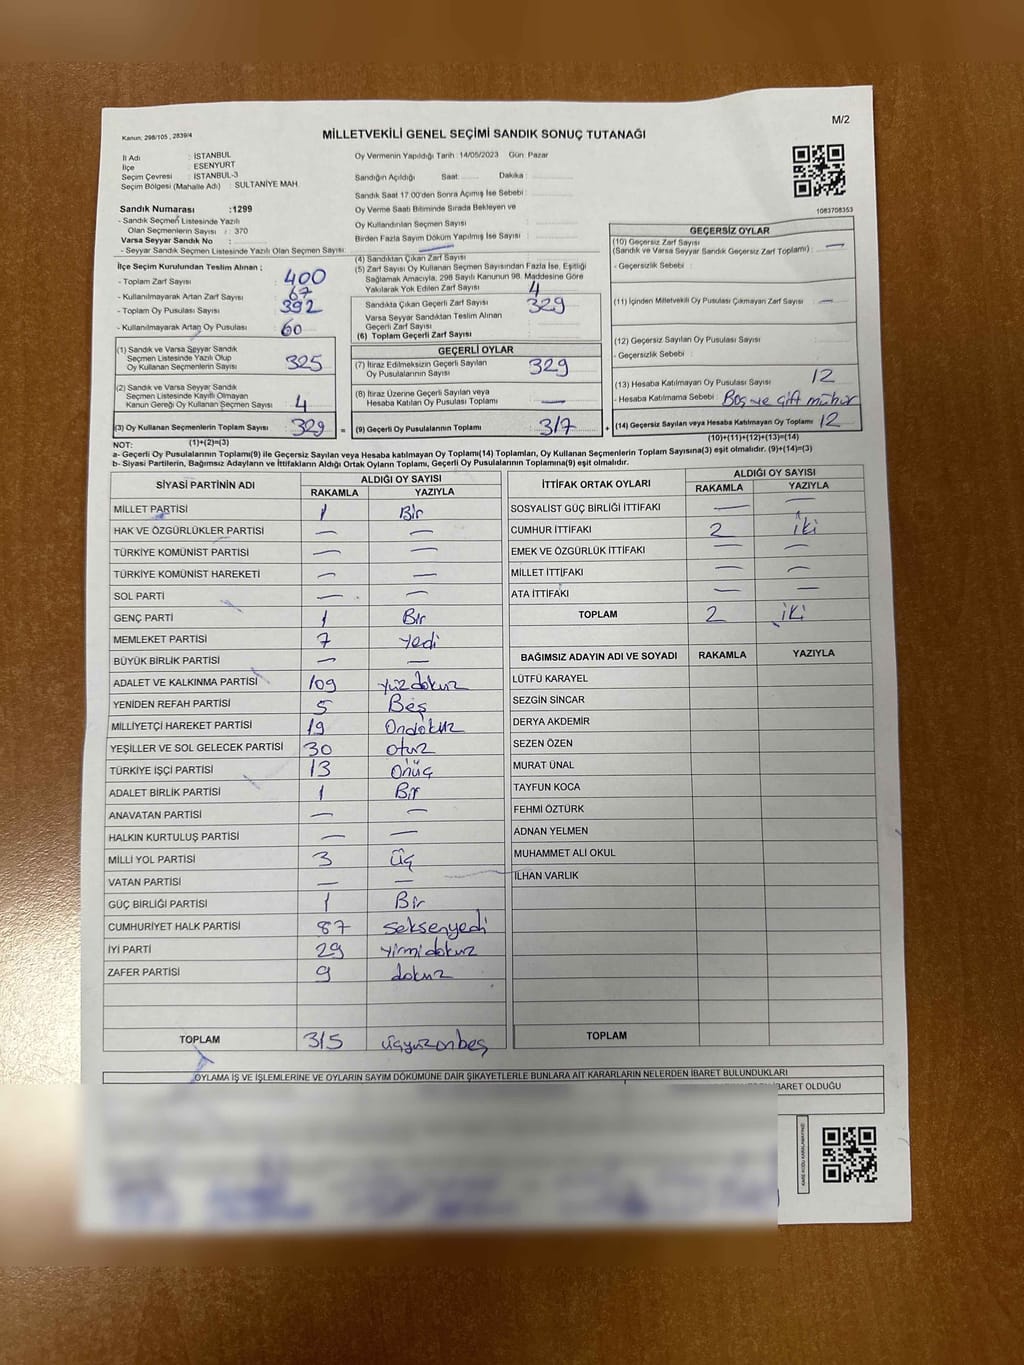 M/2
Kanun: 298/105 , 2839/4
MİLLETVEKİLİ GENEL SEÇİMİ SANDIK SONUÇ TUTANAĞI
İl Adı : İSTANBUL
İlçe : ESENYURT
Seçim Çevresi : İSTANBUL-3
Seçim Bölgesi (Mahalle Adı) : SULTANİYE MAH.
Sandık Numarası :1299
- Sandık Seçmen Listesinde Yazılı
Olan Seçmenlerin Sayısı : 370
Varsa Seyyar Sandık No :
- Seyyar Sandık Seçmen Listesinde Yazılı Olan Seçmen Sayısı:
Oy Vermenin Yapıldığı Tarih :14/05/2023 Gün: Pazar
Sandığın Açıldığı Saat: Dakika :
Sandık Saat 17:00'den Sonra Açımış İse Sebebi :
Oy Verme Saati Bitiminde Sırada Bekleyen ve
Oy Kullandırılan Seçmen Sayısı :
Birden Fazla Sayım Döküm Yapılmış İse Sayısı :
1083708353
İlçe Seçim Kurulundan Teslim Alınan ;
- Toplam Zarf Sayısı : 400
- Kullanılmayarak Artan Zarf Sayısı : 67
- Toplam Oy Pusulası : 392
- Kullanılmayarak Artan Oy Pusulası : 60
(1) Sandık ve Varsa Seyyar Sandık
Seçmen Listesinde Yazılı Olup
Oy Kullanan Seçmenlerin Sayısı : 325
(2) Sandık ve Varsa Seyyar Sandık
Seçmen Listesinde Kayıtlı Olmayan
Kanun Gereği Oy Kullanan Seçmen Sayısı : 4
(3) Oy Kullanan Seçmenlerin Toplam Sayısı : 329 =
(4) Sandıktan Çıkan Zarf Sayısı :
(5) Zarf Sayısı Oy Kullanan Seçmen Sayısından Fazla İse, Eşitliği
Sağlamak Amacıyla, 298 Sayılı Kanunun 98. Maddesine Göre
Yakılarak Yok Edilen Zarf Sayısı : 4
Sandıkta Çıkan Geçerli Zarf Sayısı : 329
Varsa Seyyar Sandıktan Teslim Alınan
Geçerli Zarf Sayısı :
(6) Toplam Geçerli Zarf Sayısı :
GEÇERLİ OYLAR
(7) İtiraz Edilmeksizin Geçerli Sayılan
Oy Pusulalarının Sayısı : 329
(8) İtiraz Üzerine Geçerli Sayılan veya
Hesaba Katılan Oy Pusulası Toplamı : —
(9) Geçerli Oy Pusulalarının Toplamı : 317 +
GEÇERSİZ OYLAR
(10) Geçersiz Zarf Sayısı : —
(Sandık ve Varsa Seyyar Sandık Geçersiz Zarf Toplamı)
- Geçersizlik Sebebi :
(11) İçinden Milletvekili Oy Pusulası Çıkmayan Zarf Sayısı : —
(12) Geçersiz Sayılan Oy Pusulası Sayısı :
- Geçersizlik Sebebi :
(13) Hesaba Katılmayan Oy Pusulası Sayısı : 12
- Hesaba Katılmama Sebebi : Boş ve çift mühür
(14) Geçersiz Sayılan veya Hesaba Katılmayan Oy Toplamı : 12
NOT: (1)+(2)=(3) (10)+(11)+(12)+(13)=(14)
a- Geçerli Oy Pusulalarının Toplamı(9) ile Geçersiz Sayılan veya Hesaba Katılmayan Oy Toplamı(14) Toplamları, Oy Kullanan Seçmenlerin Toplam Sayısına(3) eşit olmalıdır. (9)+(14)=(3)
b- Siyasi Partilerin, Bağımsız Adayların ve İttifakların Aldığı Ortak Oyların Toplamı, Geçerli Oy Pusulalarının Toplamına(9) eşit olmalıdır.
SİYASİ PARTİNİN ADI ALDIĞI OY SAYISI
RAKAMLA YAZIYLA
MİLLET PARTİSİ 1 Bir
HAK VE ÖZGÜRLÜKLER PARTİSİ — —
TÜRKİYE KOMÜNİST PARTİSİ — —
TÜRKİYE KOMÜNİST HAREKETİ — —
SOL PARTİ — —
GENÇ PARTİ 1 Bir
MEMLEKET PARTİSİ 7 yedi
BÜYÜK BİRLİK PARTİSİ — —
ADALET VE KALKINMA PARTİSİ 109 yüzdokuz
YENİDEN REFAH PARTİSİ 5 Beş
MİLLİYETÇİ HAREKET PARTİSİ 19 Ondokuz
YEŞİLLER VE SOL GELECEK PARTİSİ 30 otuz
TÜRKİYE İŞÇİ PARTİSİ 13 Onüç
ADALET BİRLİK PARTİSİ 1 Bir
ANAVATAN PARTİSİ — —
HALKIN KURTULUŞ PARTİSİ — —
MİLLİ YOL PARTİSİ 3 üç
VATAN PARTİSİ — —
GÜÇ BİRLİĞİ PARTİSİ 1 Bir
CUMHURİYET HALK PARTİSİ 87 seksenyedi
İYİ PARTİ 29 yirmidokuz
ZAFER PARTİSİ 9 dokuz
TOPLAM 315 üçyüzonbeş
İTTİFAK ORTAK OYLARI ALDIĞI OY SAYISI
RAKAMLA YAZIYLA
SOSYALİST GÜÇ BİRLİĞİ İTTİFAKI — —
CUMHUR İTTİFAKI 2 iki
EMEK VE ÖZGÜRLÜK İTTİFAKI — —
MİLLET İTTİFAKI — —
ATA İTTİFAKI — —
TOPLAM 2 iki
BAĞIMSIZ ADAYIN ADI VE SOYADI RAKAMLA YAZIYLA
LÜTFÜ KARAYEL
SEZGİN SİNCAR
DERYA AKDEMİR
SEZEN ÖZEN
MURAT ÜNAL
TAYFUN KOCA
FEHMİ ÖZTÜRK
ADNAN YELMEN
MUHAMMET ALİ OKUL
İLHAN VARLIK
TOPLAM
OYLAMA İŞ VE İŞLEMLERİNE VE OYLARIN SAYIM DÖKÜMÜNE DAİR ŞİKAYETLERLE BUNLARA AİT KARARLARIN NELERDEN İBARET BULUNDUKLARI
İBARET OLDUĞU